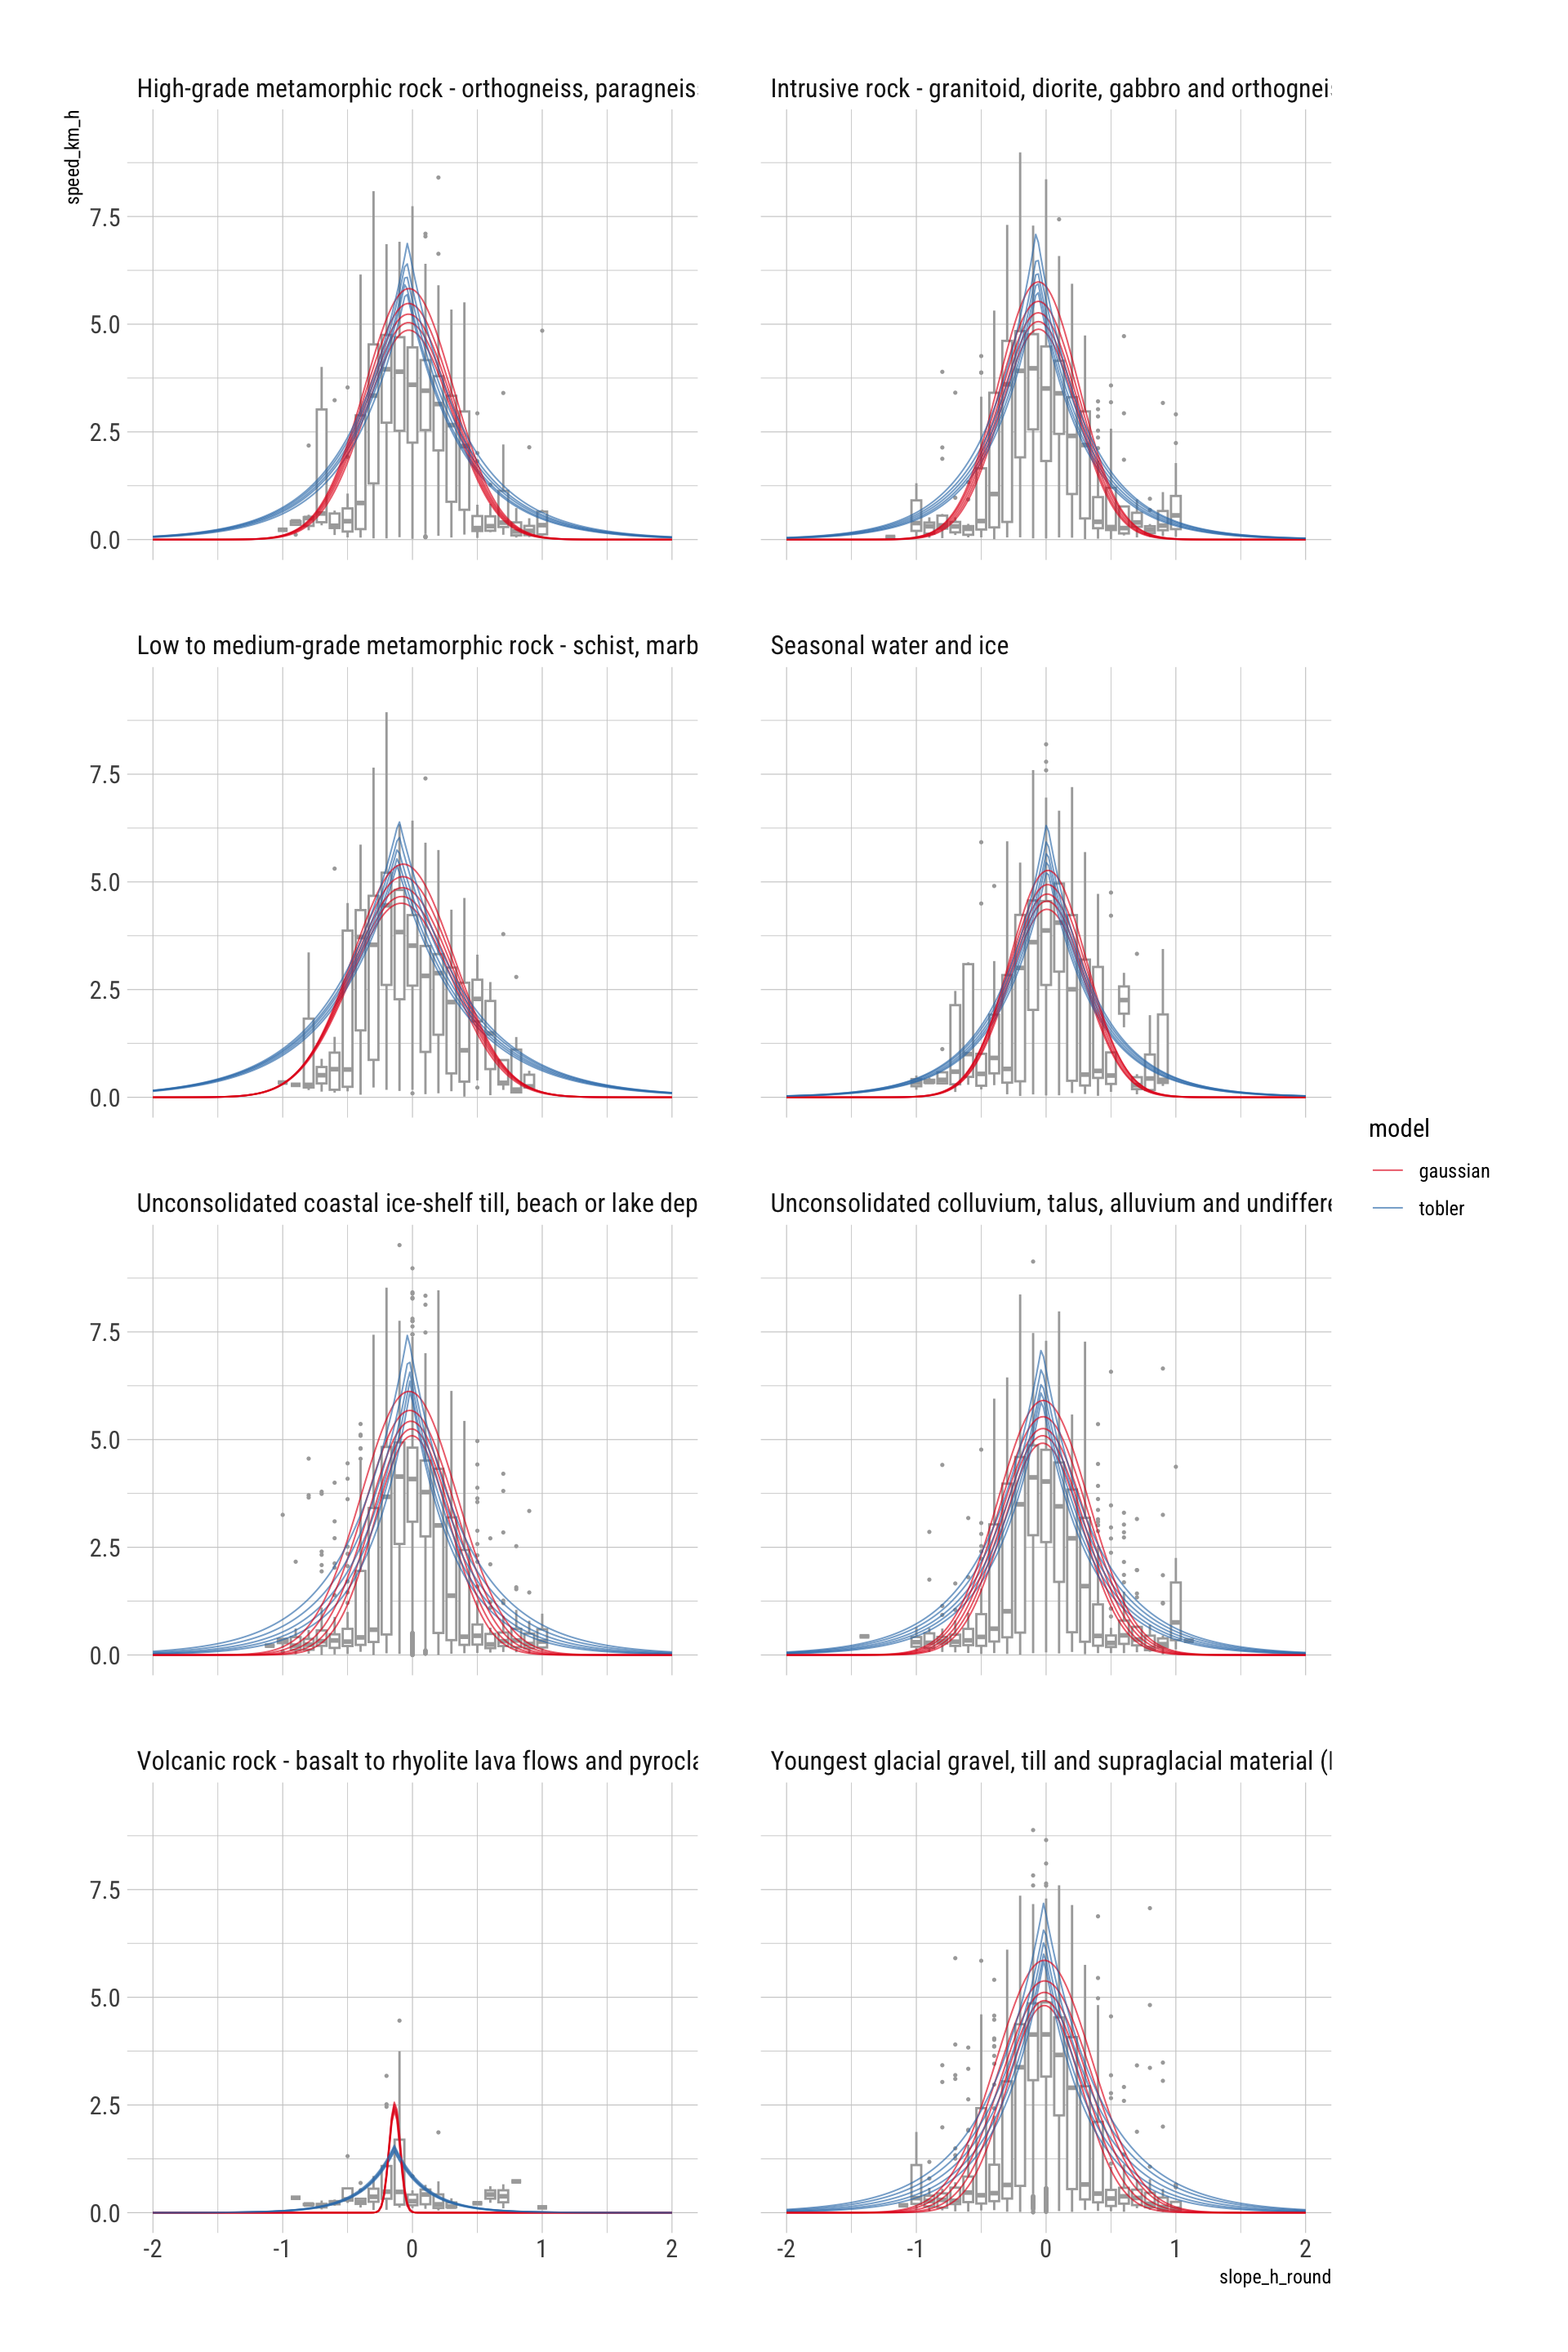 High-grade metamorphic rock - orthogneiss, paragneis
Intrusive rock - granitoid, diorite, gabbro and orthognei
speed_km_h
7.5
5.0
2.5
0.0
Low to medium-grade metamorphic rock - schist, marb
Seasonal water and ice
7.5
5.0
2.5
0.0
model
gaussian
tobler
Unconsolidated coastal ice-shelf till, beach or lake dep
Unconsolidated colluvium, talus, alluvium and undiffere
7.5
5.0
2.5
0.0
Volcanic rock - basalt to rhyolite lava flows and pyrocla
Youngest glacial gravel, till and supraglacial material (
7.5
5.0
2.5
0.0
-2 -1 0 1 2
-2 -1 0 1 2
slope_h_round